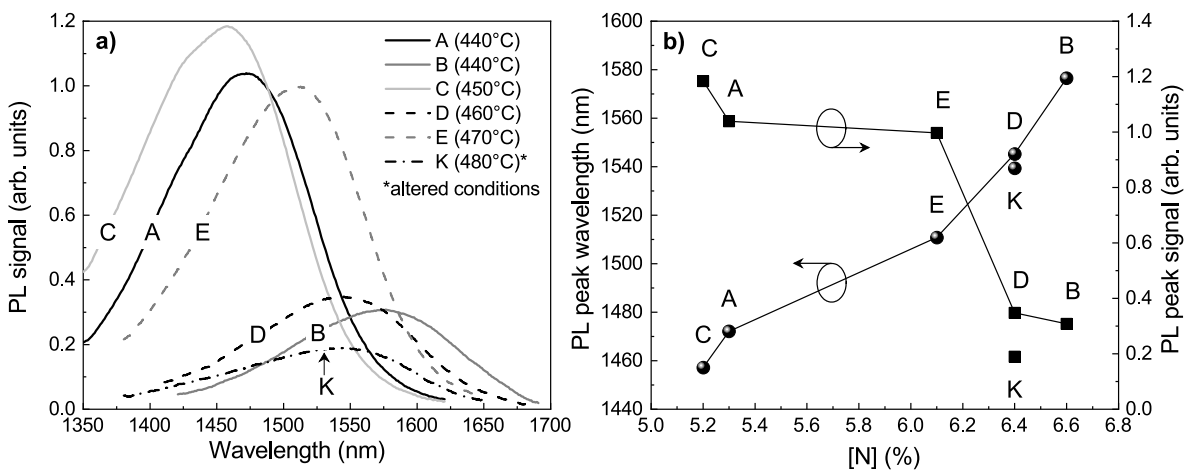 a)
PL signal (arb. units)
1.2
1.0
0.8
0.6
0.4
0.2
0.0
A (440°C)
B (440°C)
C (450°C)
D (460°C)
E (470°C)
K (480°C)*
*altered conditions
C
A
E
D
B
K
1350
1400
1450
1500
1550
1600
1650
1700
Wavelength (nm)
b)
PL peak wavelength (nm)
1600
1580
1560
1540
1520
1500
1480
1460
1440
C
A
E
B
D
K
E
A
C
D
B
K
5.0
5.2
5.4
5.6
5.8
6.0
6.2
6.4
6.6
6.8
[N] (%)
1.4
1.2
1.0
0.8
0.6
0.4
0.2
0.0
PL peak signal (arb. units)